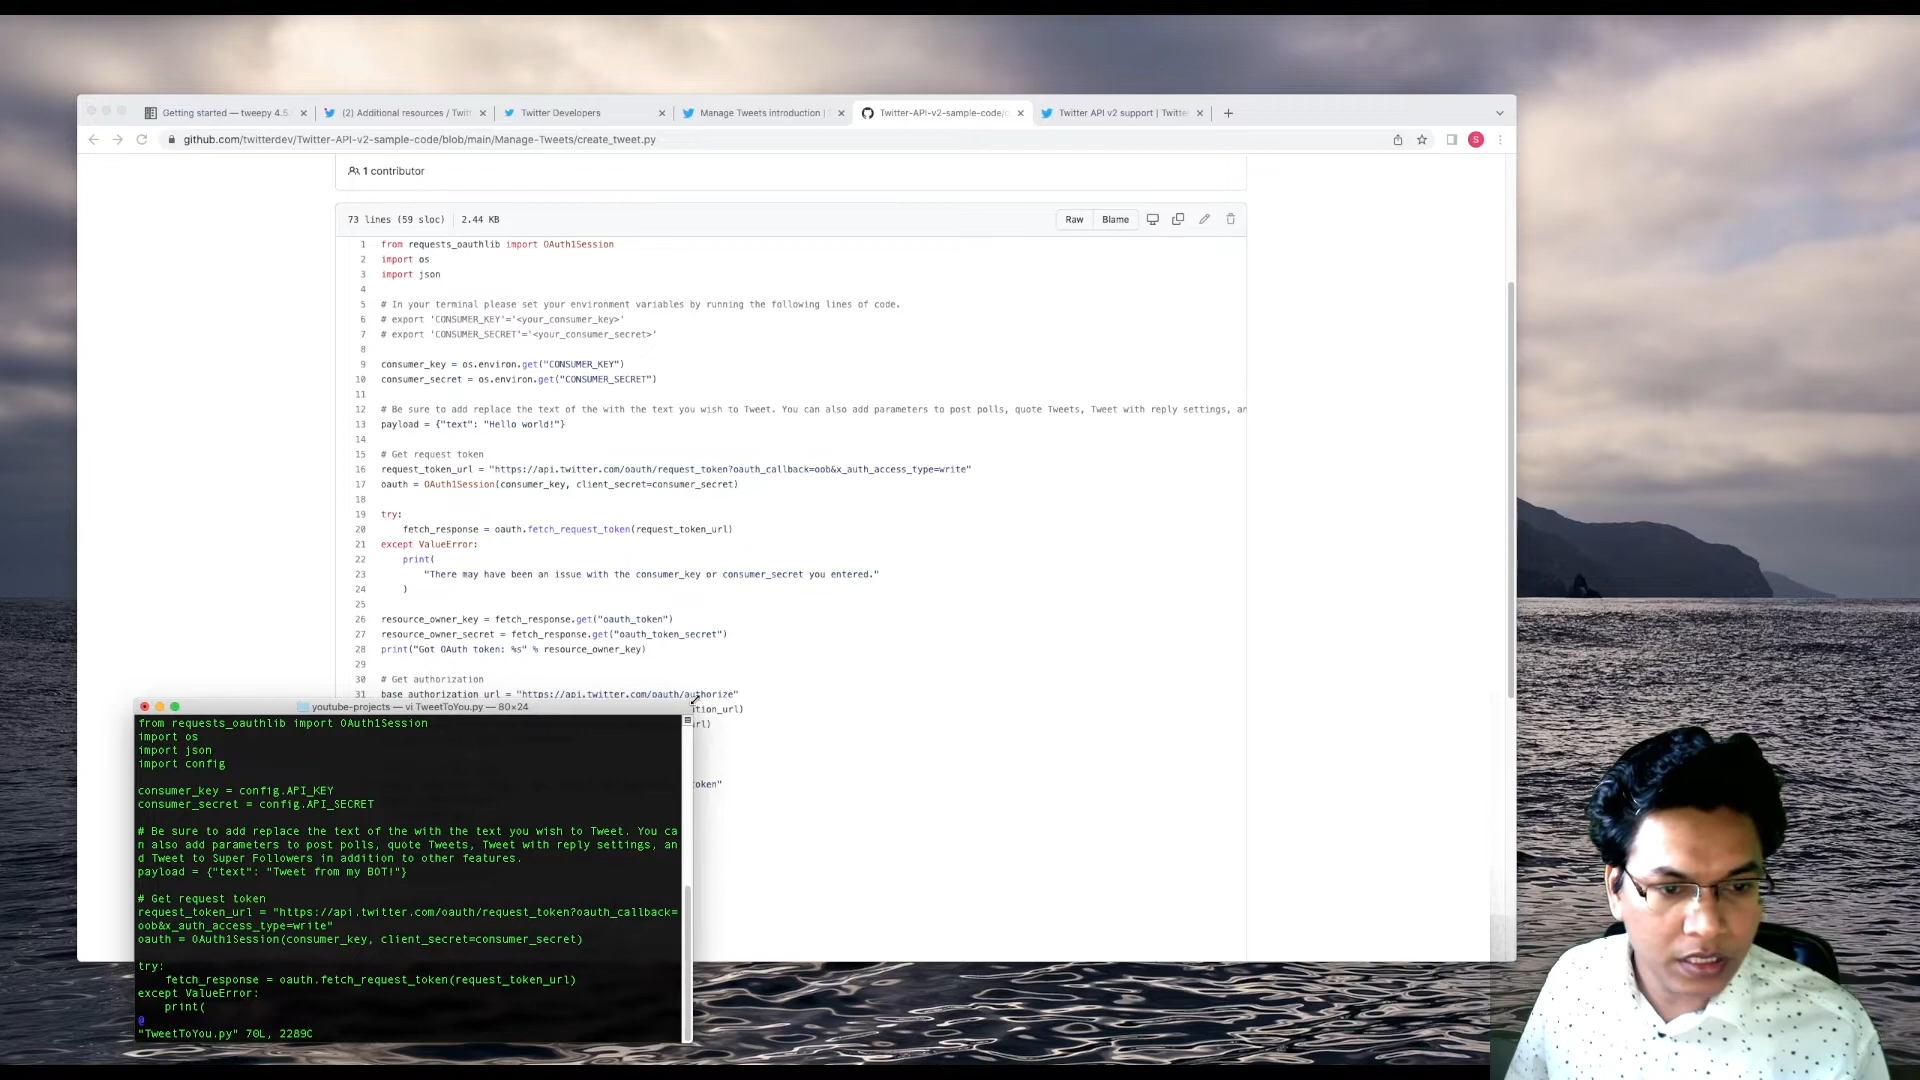 Getting started — tweepy 4.5.
(2) Additional resources / Twitt
Twitter Developers
Manage Tweets introduction |
Twitter-API-v2-sample-code/c
Twitter API v2 support | Twitte
github.com/twitterdev/Twitter-API-v2-sample-code/blob/main/Manage-Tweets/create_tweet.py
S
1 contributor
73 lines (59 sloc) 2.44 KB
Raw Blame
1 from requests_oauthlib import OAuth1Session
2 import os
3 import json
4
5 # In your terminal please set your environment variables by running the following lines of code.
6 # export 'CONSUMER_KEY'='<your_consumer_key>'
7 # export 'CONSUMER_SECRET'='<your_consumer_secret>'
8
9 consumer_key = os.environ.get("CONSUMER_KEY")
10 consumer_secret = os.environ.get("CONSUMER_SECRET")
11
12 # Be sure to add replace the text of the with the text you wish to Tweet. You can also add parameters to post polls, quote Tweets, Tweet with reply settings, an
13 payload = {"text": "Hello world!"}
14
15 # Get request token
16 request_token_url = "https://api.twitter.com/oauth/request_token?oauth_callback=oob&x_auth_access_type=write"
17 oauth = OAuth1Session(consumer_key, client_secret=consumer_secret)
18
19 try:
20 fetch_response = oauth.fetch_request_token(request_token_url)
21 except ValueError:
22 print(
23 "There may have been an issue with the consumer_key or consumer_secret you entered."
24 )
25
26 resource_owner_key = fetch_response.get("oauth_token")
27 resource_owner_secret = fetch_response.get("oauth_token_secret")
28 print("Got OAuth token: %s" % resource_owner_key)
29
30 # Get authorization
31 base_authorization_url = "https://api.twitter.com/oauth/authorize"
tion_url)
rl)
oken"
youtube-projects — vi TweetToYou.py — 80×24
from requests_oauthlib import OAuth1Session
import os
import json
import config
consumer_key = config.API_KEY
consumer_secret = config.API_SECRET
# Be sure to add replace the text of the with the text you wish to Tweet. You ca
n also add parameters to post polls, quote Tweets, Tweet with reply settings, an
d Tweet to Super Followers in addition to other features.
payload = {"text": "Tweet from my BOT!"}
# Get request token
request_token_url = "https://api.twitter.com/oauth/request_token?oauth_callback=
oob&x_auth_access_type=write"
oauth = OAuth1Session(consumer_key, client_secret=consumer_secret)
try:
fetch_response = oauth.fetch_request_token(request_token_url)
except ValueError:
print(
@
"TweetToYou.py" 70L, 2289C